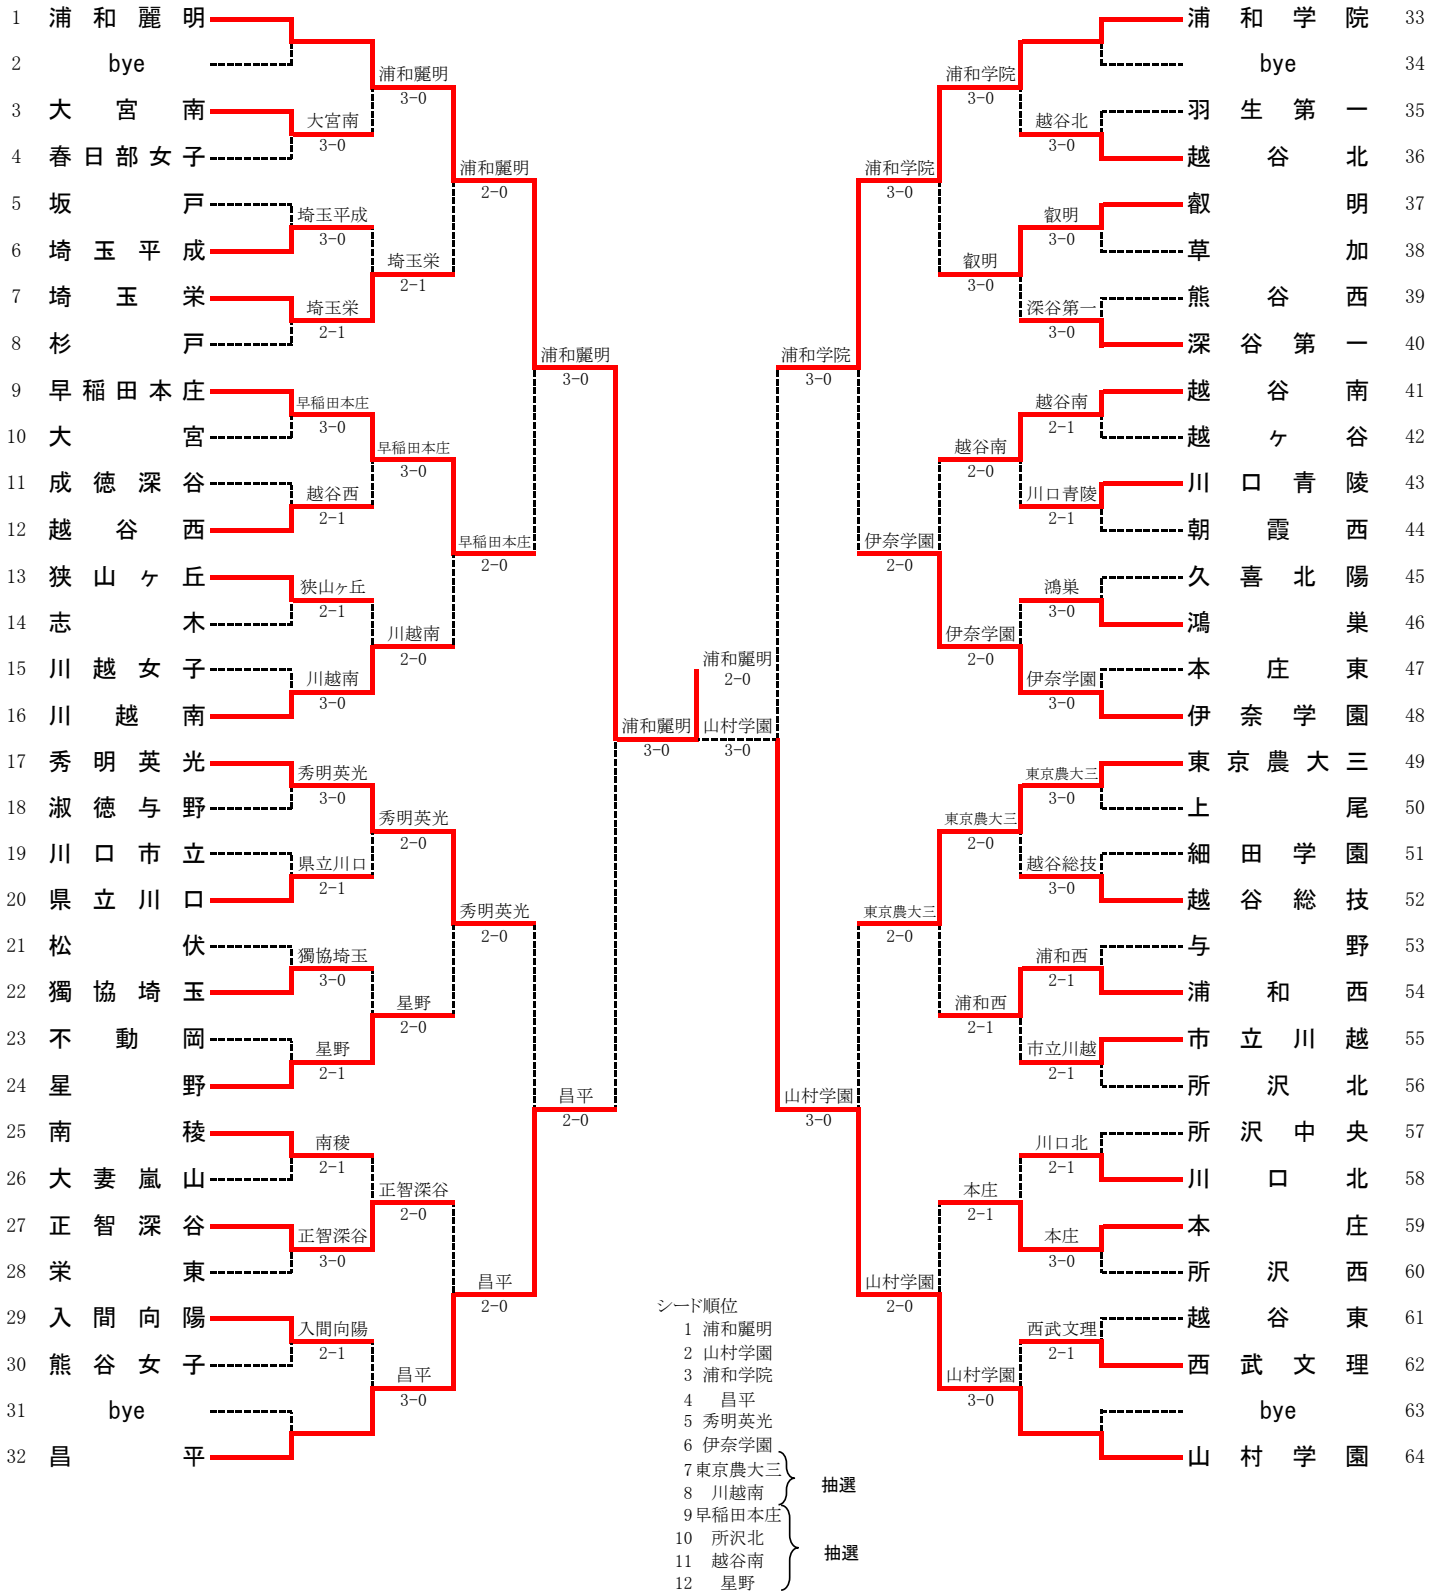 1 浦和麗明
2 bye
3 大宮南
4 春日部女子
5 坂戸
6 埼玉平成
7 埼玉栄
8 杉戸
9 早稲田本庄
10 大宮
11 成徳深谷
12 越谷西
13 狭山ヶ丘
14 志木
15 川越女子
16 川越南
17 秀明英光
18 淑徳与野
19 川口市立
20 県立川口
21 松伏
22 獨協埼玉
23 不動岡
24 星野
25 南稜
26 大妻嵐山
27 正智深谷
28 栄東
29 入間向陽
30 熊谷女子
31 bye
32 昌平
大宮南
3-0
埼玉平成
3-0
埼玉栄
2-1
早稲田本庄
3-0
越谷西
2-1
狭山ヶ丘
2-1
川越南
3-0
秀明英光
3-0
県立川口
2-1
獨協埼玉
3-0
星野
2-1
南稜
2-1
正智深谷
3-0
入間向陽
2-1
浦和麗明
3-0
埼玉栄
2-1
早稲田本庄
3-0
川越南
2-0
秀明英光
2-0
星野
2-0
正智深谷
2-0
昌平
3-0
浦和麗明
2-0
早稲田本庄
2-0
秀明英光
2-0
昌平
2-0
浦和麗明
3-0
昌平
2-0
浦和麗明
3-0
浦和麗明
2-0
山村学園
3-0
浦和学院
3-0
山村学園
3-0
浦和学院
3-0
伊奈学園
2-0
東京農大三
2-0
山村学園
2-0
浦和学院
3-0
叡明
3-0
越谷南
2-0
伊奈学園
2-0
東京農大三
2-0
浦和西
2-1
本庄
2-1
山村学園
3-0
越谷北
3-0
叡明
3-0
深谷第一
3-0
越谷南
2-1
川口青陵
2-1
鴻巣
3-0
伊奈学園
3-0
東京農大三
3-0
越谷総技
3-0
浦和西
2-1
市立川越
2-1
川口北
2-1
本庄
3-0
西武文理
2-1
浦和学院 33
bye 34
羽生第一 35
越谷北 36
叡明 37
草加 38
熊谷西 39
深谷第一 40
越谷南 41
越ヶ谷 42
川口青陵 43
朝霞西 44
久喜北陽 45
鴻巣 46
本庄東 47
伊奈学園 48
東京農大三 49
上尾 50
細田学園 51
越谷総技 52
与野 53
浦和西 54
市立川越 55
所沢北 56
所沢中央 57
川口北 58
本庄 59
所沢西 60
越谷東 61
西武文理 62
bye 63
山村学園 64
シード順位
1 浦和麗明
2 山村学園
3 浦和学院
4 昌平
5 秀明英光
6 伊奈学園
7 東京農大三
8 川越南
抽選
9 早稲田本庄
10 所沢北
11 越谷南
12 星野
抽選